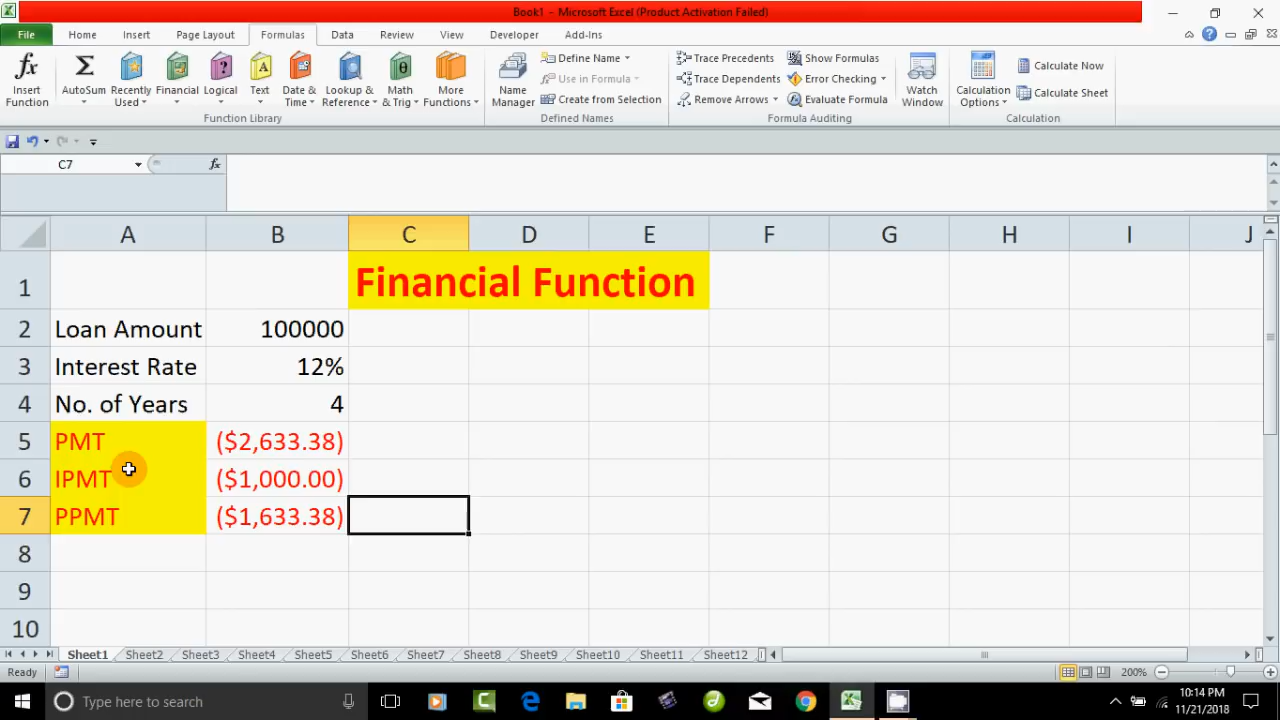 Book1 - Microsoft Excel (Product Activation Failed)
File Home Insert Page Layout Formulas Data Review View Developer Add-Ins
fx Σ A θ
Insert Function
AutoSum
Recently Used
Financial
Logical
Text
Date & Time
Lookup & Reference
Math & Trig
More Functions
Function Library
Name Manager
Define Name
Use in Formula
Create from Selection
Defined Names
Trace Precedents
Trace Dependents
Remove Arrows
Show Formulas
Error Checking
Evaluate Formula
Watch Window
Formula Auditing
Calculation Options
Calculate Now
Calculate Sheet
Calculation
C7 fx
A B C D E F G H I J
1 Financial Function
2 Loan Amount 100000
3 Interest Rate 12%
4 No. of Years 4
5 PMT ($2,633.38)
6 IPMT ($1,000.00)
7 PPMT ($1,633.38)
8
9
10
Sheet1 Sheet2 Sheet3 Sheet4 Sheet5 Sheet6 Sheet7 Sheet8 Sheet9 Sheet10 Sheet11 Sheet12
Ready 200%
Type here to search
10:14 PM
11/21/2018